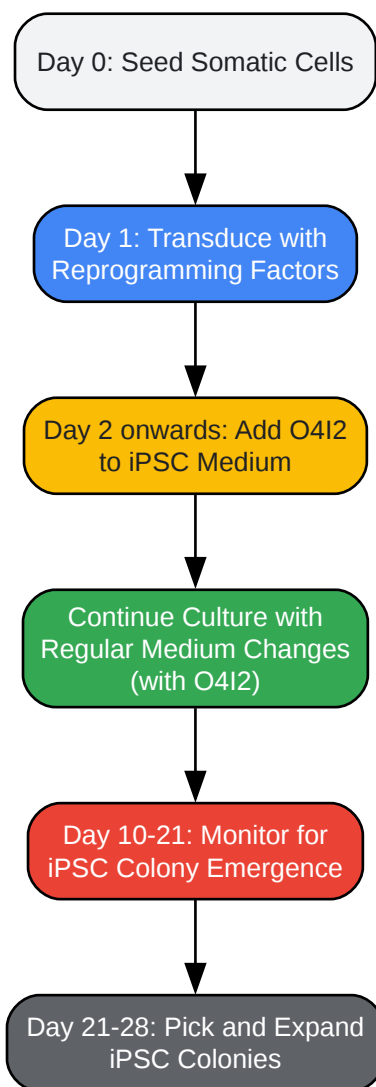 Day 0: Seed Somatic Cells
Day 1: Transduce with
Reprogramming Factors
Day 2 onwards: Add O4I2
to iPSC Medium
Continue Culture with
Regular Medium Changes
(with O4I2)
Day 10-21: Monitor for
iPSC Colony Emergence
Day 21-28: Pick and Expand
iPSC Colonies